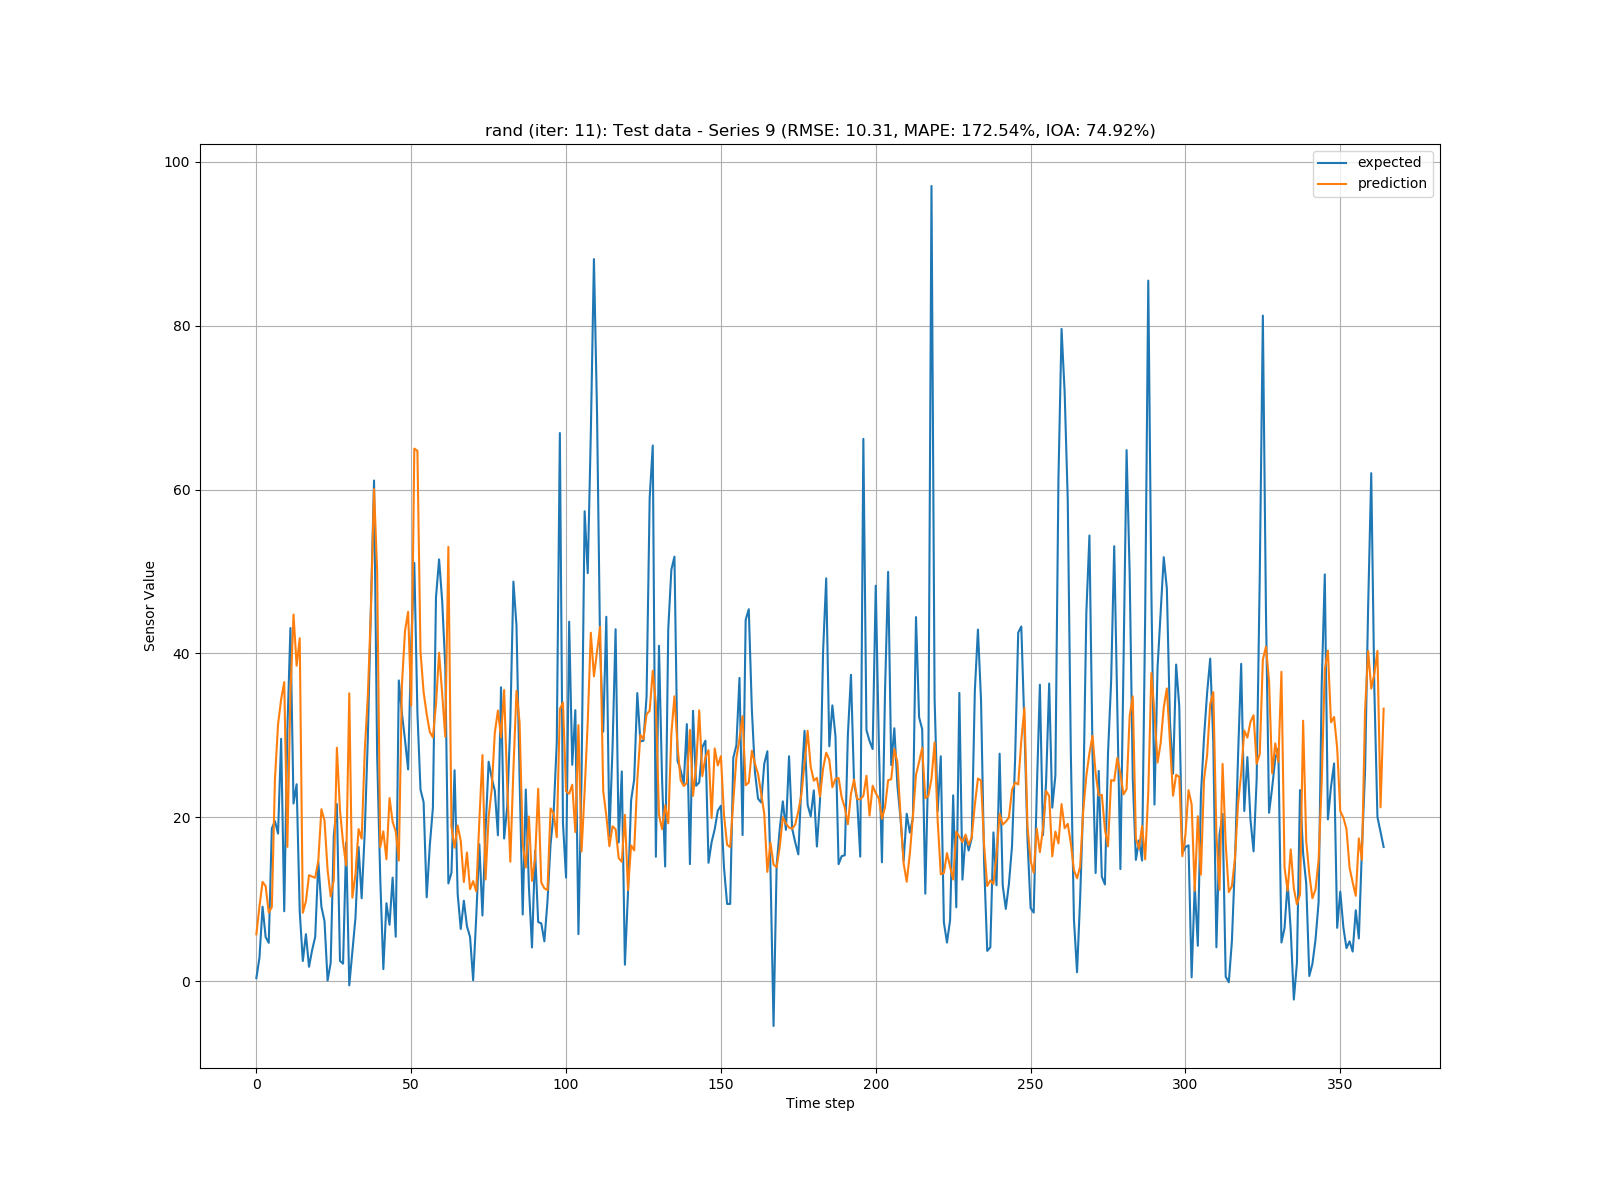 rand (iter: 11): Test data - Series 9 (RMSE: 10.31, MAPE: 172.54%, IOA: 74.92%)
expected
prediction
100
80
60
40
20
0
Sensor Value
0 50 100 150 200 250 300 350
Time step